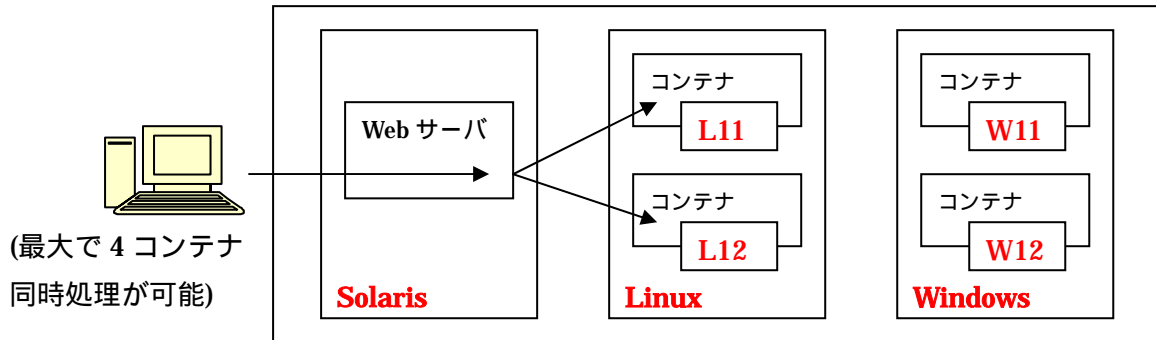 コンテナ
L11
コンテナ
W11
Web サーバ
コンテナ
L12
コンテナ
W12
(最大で 4 コンテナ
同時処理が可能)
Solaris
Linux
Windows